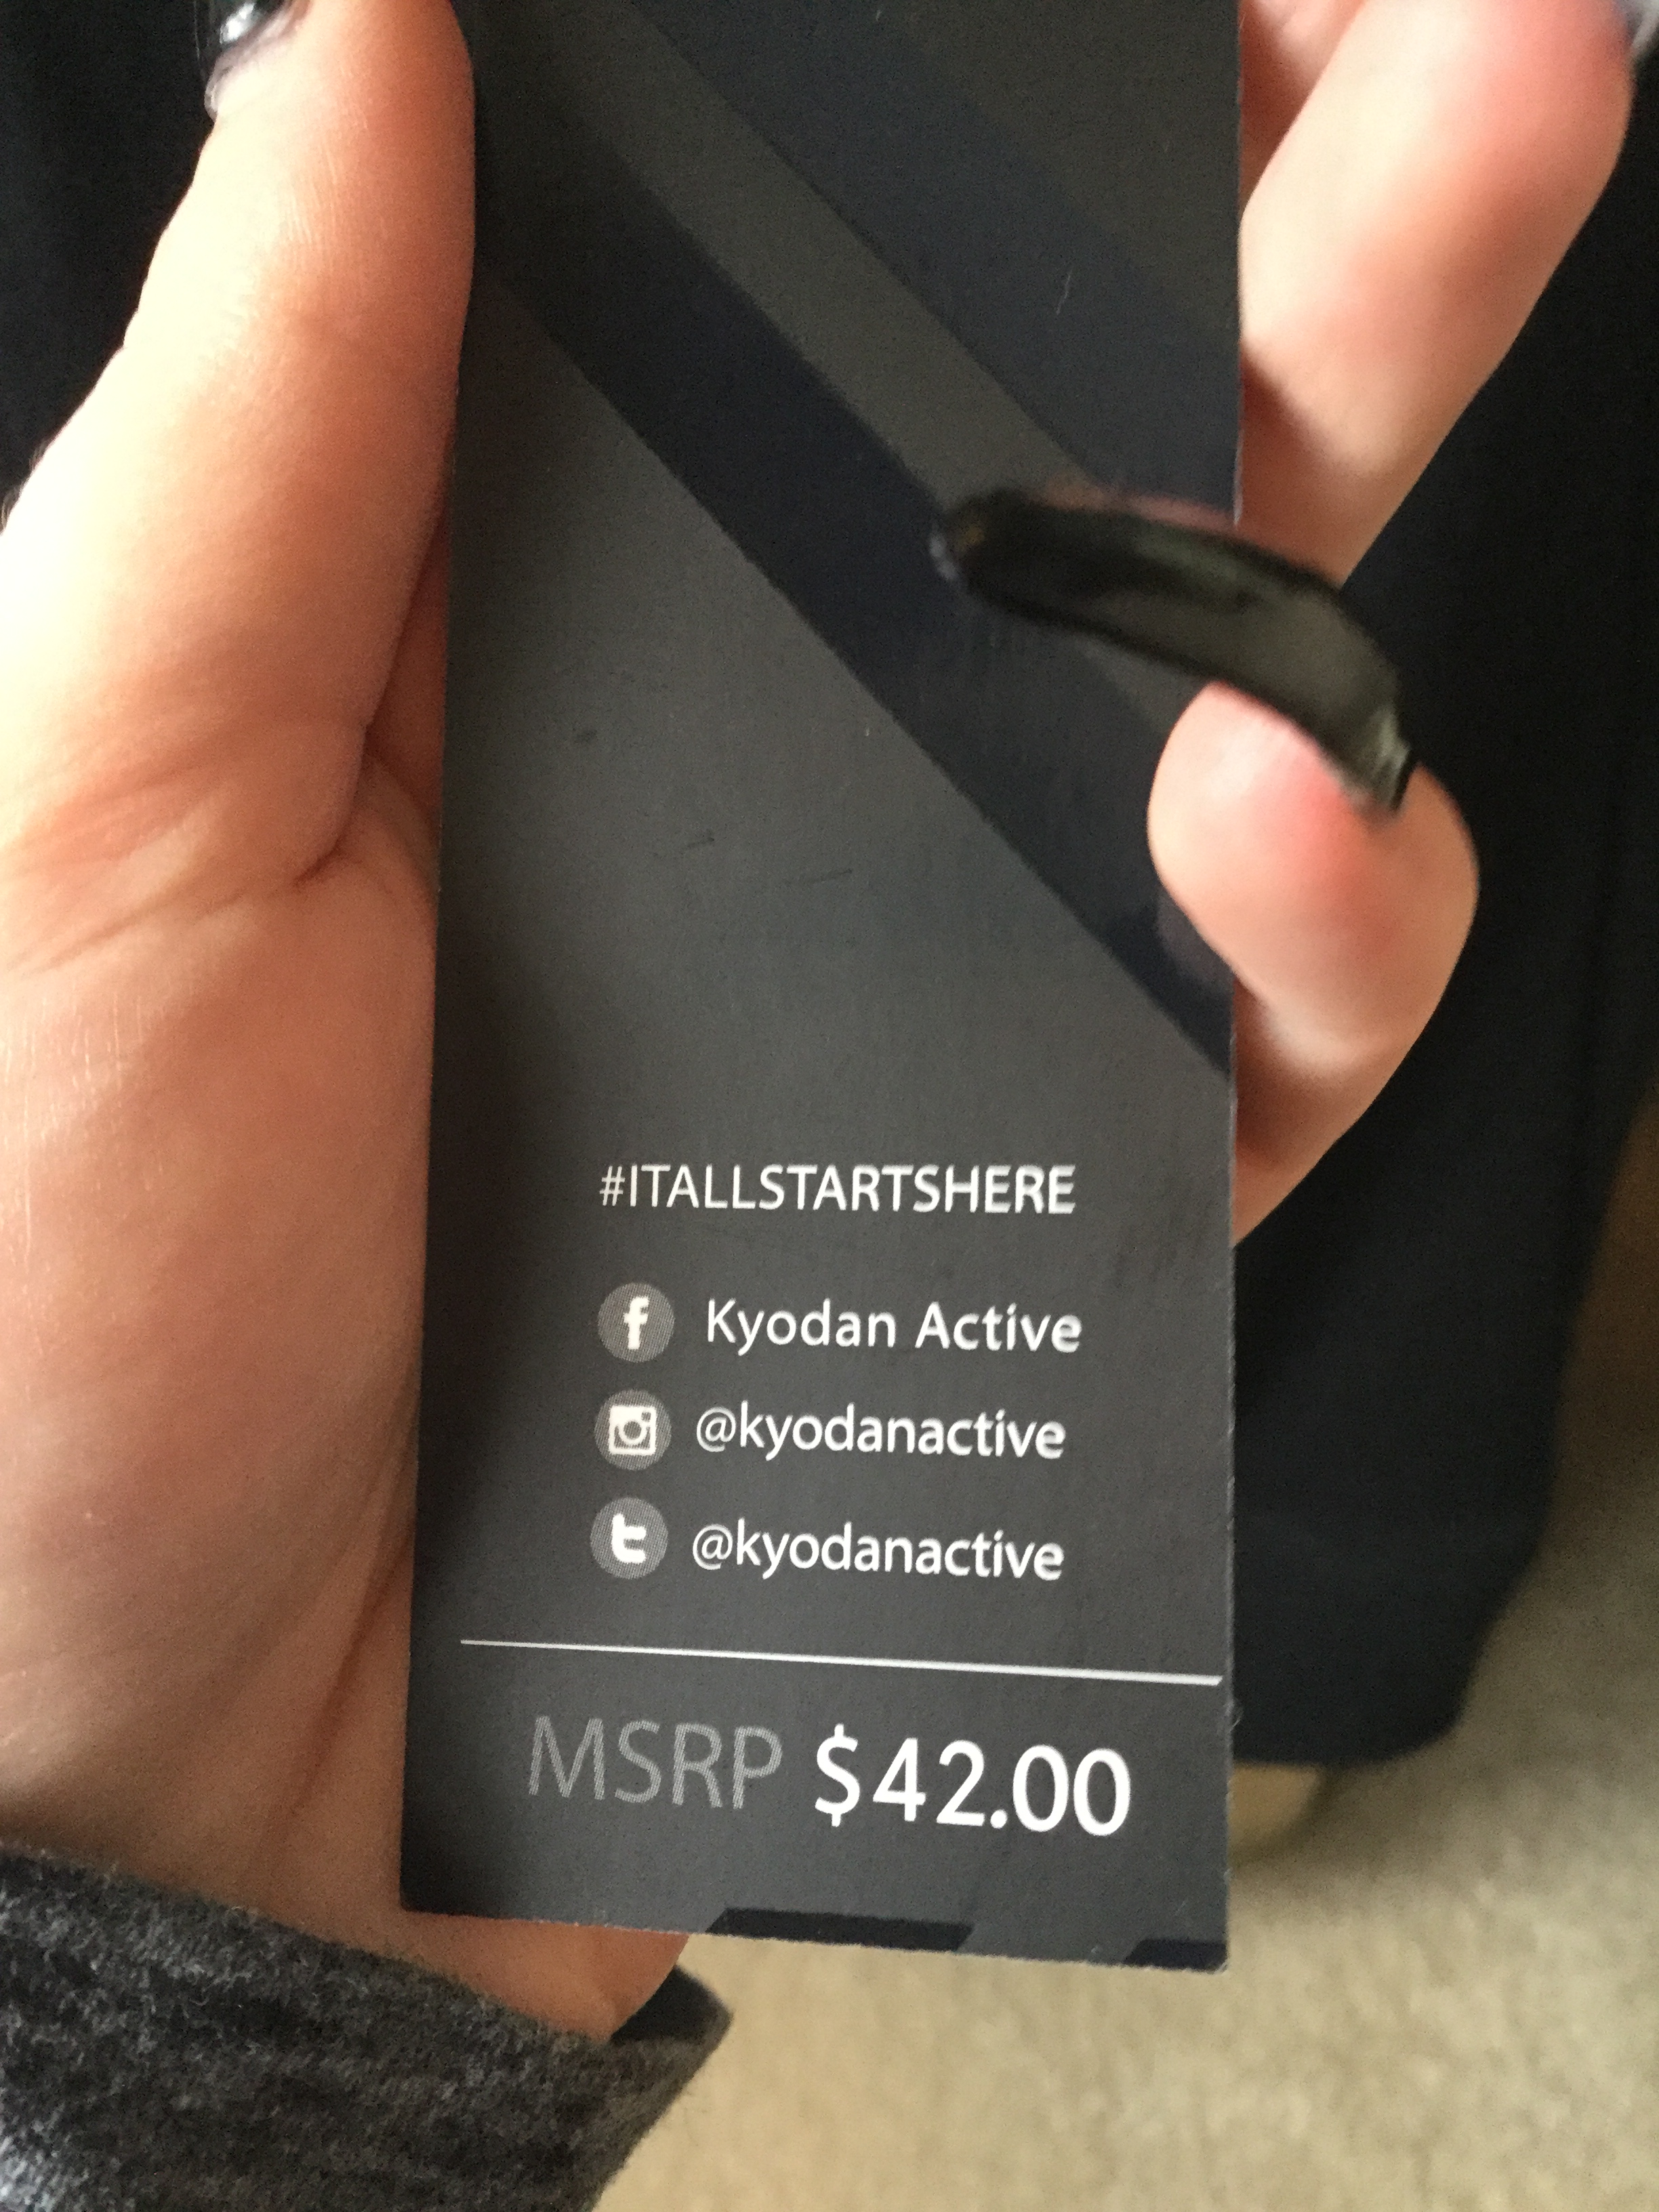 #ITALLSTARTSHERE
f Kyodan Active
@kyodanactive
t @kyodanactive
MSRP $42.00